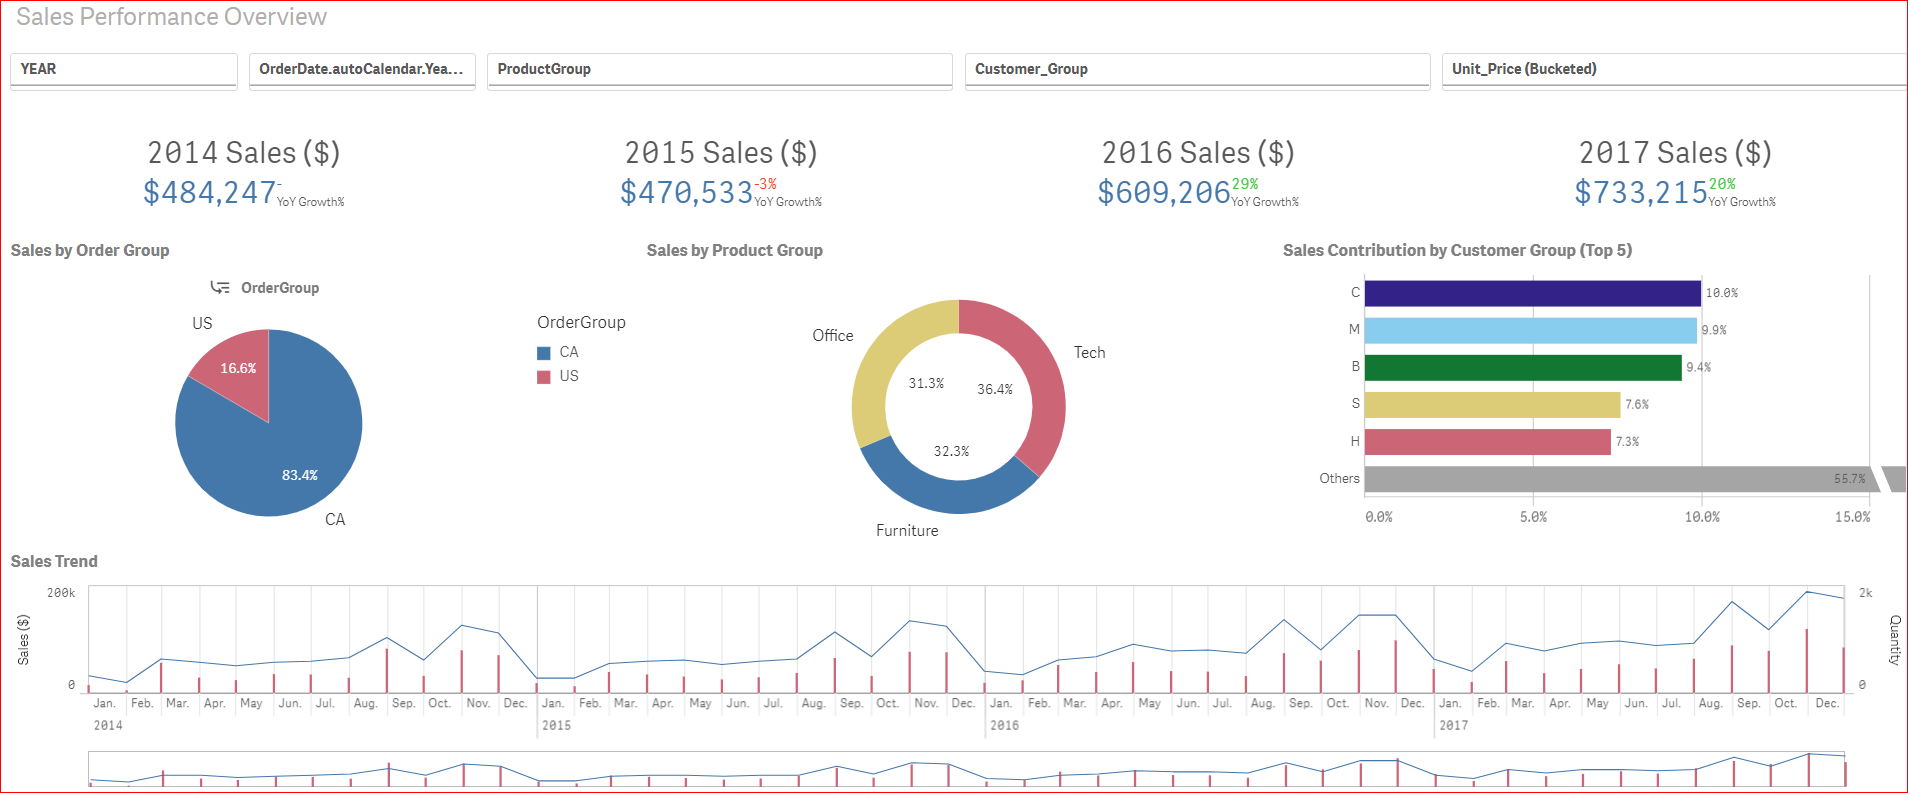 Sales Performance Overview
YEAR
OrderDate.autoCalendar.Yea...
ProductGroup
Customer_Group
Unit_Price (Bucketed)
2014 Sales ($)
$484,247
-
YoY Growth%
2015 Sales ($)
$470,533
-3%
YoY Growth%
2016 Sales ($)
$609,206
29%
YoY Growth%
2017 Sales ($)
$733,215
20%
YoY Growth%
Sales by Order Group
OrderGroup
US
16.6%
83.4%
CA
OrderGroup
CA
US
Sales by Product Group
Office
Tech
31.3%
36.4%
32.3%
Furniture
Sales Contribution by Customer Group (Top 5)
C 10.0%
M 9.9%
B 9.4%
S 7.6%
H 7.3%
Others 55.7%
0.0% 5.0% 10.0% 15.0%
Sales Trend
200k
2k
Sales ($)
Quantity
0
0
Jan. Feb. Mar. Apr. May Jun. Jul. Aug. Sep. Oct. Nov. Dec. Jan. Feb. Mar. Apr. May Jun. Jul. Aug. Sep. Oct. Nov. Dec. Jan. Feb. Mar. Apr. May Jun. Jul. Aug. Sep. Oct. Nov. Dec. Jan. Feb. Mar. Apr. May Jun. Jul. Aug. Sep. Oct. Dec.
2014 2015 2016 2017